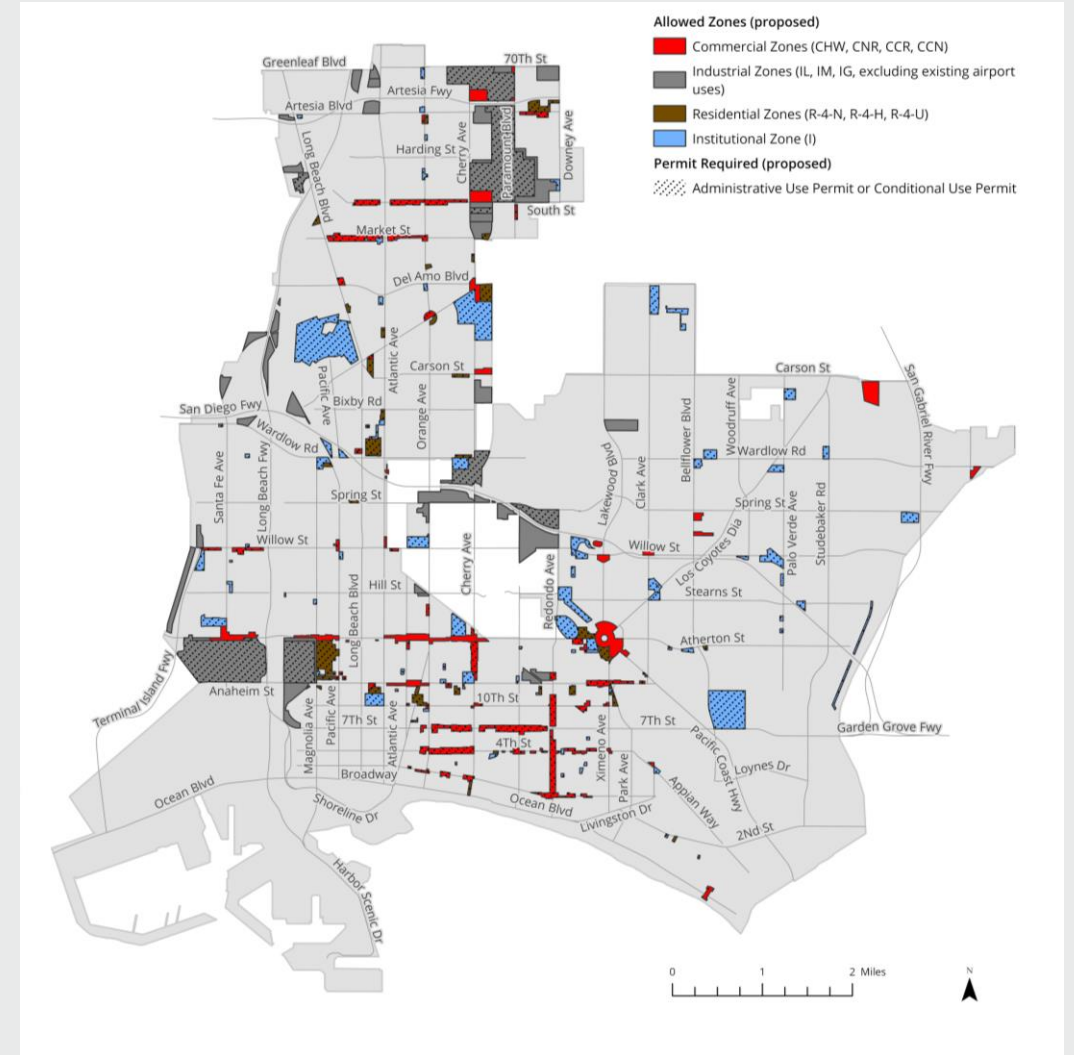 Allowed Zones (proposed)
Commercial Zones (CHW, CNR, CCR, CCN)
Industrial Zones (IL, IM, IG, excluding existing airport
uses)
Residential Zones (R-4-N, R-4-H, R-4-U)
Institutional Zone (I)
Permit Required (proposed)
Administrative Use Permit or Conditional Use Permit
Greenleaf Blvd
70Th St
Artesia Fwy
Artesia Blvd
Long Beach Blvd
Harding St
Cherry Ave
Paramount Blvd
Downey Ave
South St
Market St
Del Amo Blvd
Atlantic Ave
Carson St
Pacific Ave
Orange Ave
Bixby Rd
San Diego Fwy
Wardlow Rd
Santa Fe Ave
Long Beach Fwy
Spring St
Willow St
Cherry Ave
Hill St
Long Beach Blvd
Redondo Ave
Carson St
San Gabriel River Fwy
Woodruff Ave
Bellflower Blvd
Lakewood Blvd
Clark Ave
Wardlow Rd
Spring St
Palo Verde Ave
Studebaker Rd
Willow St
Los Coyotes Dia
Stearns St
Atherton St
Terminal Island Fwy
Anaheim St
Magnolia Ave
Pacific Ave
7Th St
Atlantic Ave
10Th St
4Th St
Broadway
Ximeno Ave
Park Ave
7Th St
Pacific Coast Hwy
Garden Grove Fwy
Loynes Dr
Appian Way
Ocean Blvd
Shoreline Dr
Ocean Blvd
Livingston Dr
2Nd St
Harbor Scenic Dr
0 1 2 Miles
N